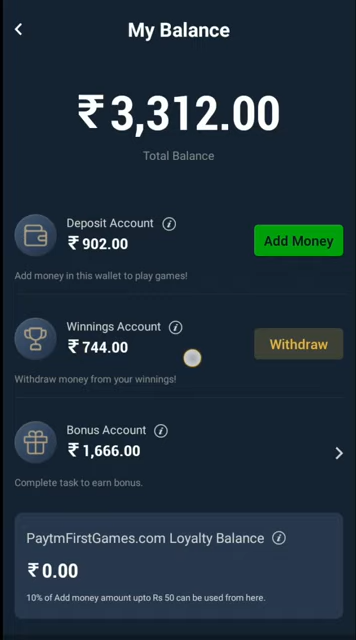 My Balance
₹3,312.00
Total Balance
Deposit Account
₹ 902.00
Add Money
Add money in this wallet to play games!
Winnings Account
₹ 744.00
Withdraw
Withdraw money from your winnings!
Bonus Account
₹ 1,666.00
Complete task to earn bonus.
PaytmFirstGames.com Loyalty Balance
₹0.00
10% of Add money amount upto Rs 50 can be used from here.